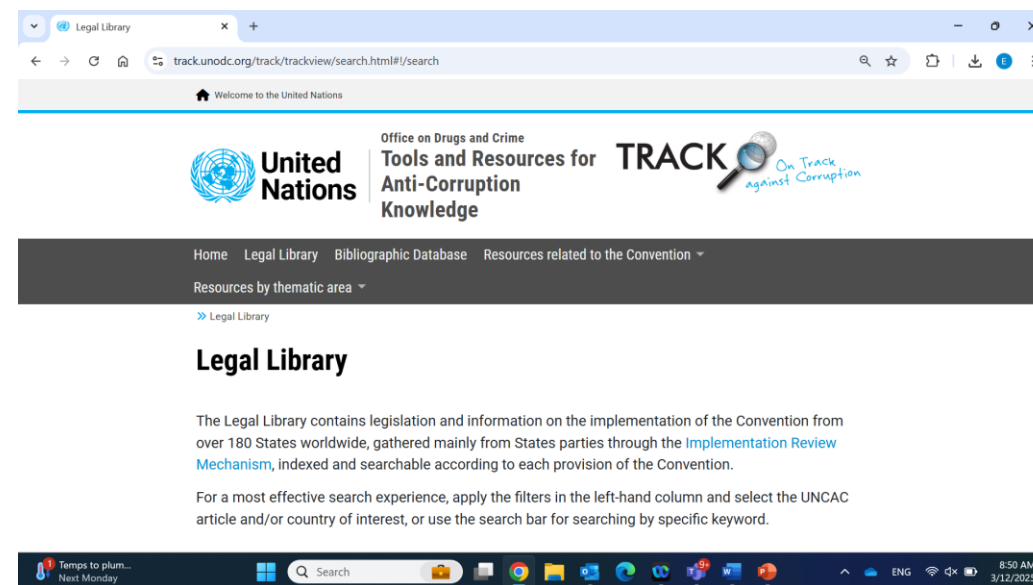 Legal Library
track.unodc.org/track/trackview/search.html#!/search
E
Welcome to the United Nations
United
Nations
Office on Drugs and Crime
Tools and Resources for
Anti-Corruption
Knowledge
TRACK
On Track
against Corruption
Home Legal Library Bibliographic Database Resources related to the Convention
Resources by thematic area
Legal Library
Legal Library
The Legal Library contains legislation and information on the implementation of the Convention from
over 180 States worldwide, gathered mainly from States parties through the Implementation Review
Mechanism, indexed and searchable according to each provision of the Convention.
For a most effective search experience, apply the filters in the left-hand column and select the UNCAC
article and/or country of interest, or use the search bar for searching by specific keyword.
1
Temps to plum...
Next Monday
Search
9+
ENG
8:50 AM